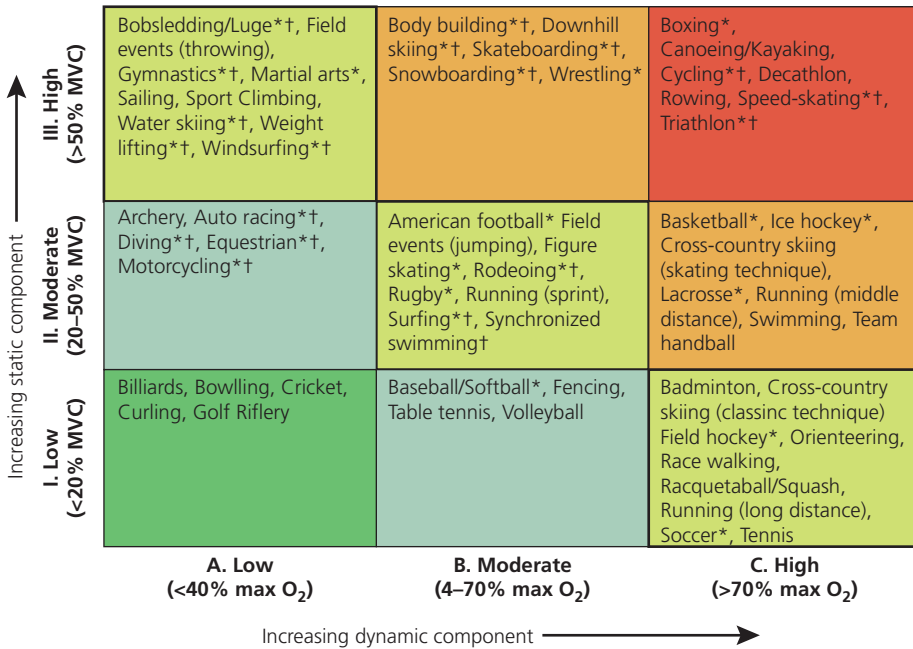 Increasing static component
III. High
(>50% MVC)
Bobsledding/Luge*†, Field
events (throwing),
Gymnastics*†, Martial arts*,
Sailing, Sport Climbing,
Water skiing*†, Weight
lifting*†, Windsurfing*†
Body building*†, Downhill
skiing*†, Skateboarding*†,
Snowboarding*†, Wrestling*
Boxing*,
Canoeing/Kayaking,
Cycling*†, Decathlon,
Rowing, Speed-skating*†,
Triathlon*†
II. Moderate
(20–50% MVC)
Archery, Auto racing*†,
Diving*†, Equestrian*†,
Motorcycling*†
American football* Field
events (jumping), Figure
skating*, Rodeoing*†,
Rugby*, Running (sprint),
Surfing*†, Synchronized
swimming†
Basketball*, Ice hockey*,
Cross-country skiing
(skating technique),
Lacrosse*, Running (middle
distance), Swimming, Team
handball
I. Low
(<20% MVC)
Billiards, Bowlling, Cricket,
Curling, Golf Riflery
Baseball/Softball*, Fencing,
Table tennis, Volleyball
Badminton, Cross-country
skiing (classinc technique)
Field hockey*, Orienteering,
Race walking,
Racquetaball/Squash,
Running (long distance),
Soccer*, Tennis
A. Low
(<40% max O₂)
B. Moderate
(4–70% max O₂)
C. High
(>70% max O₂)
Increasing dynamic component